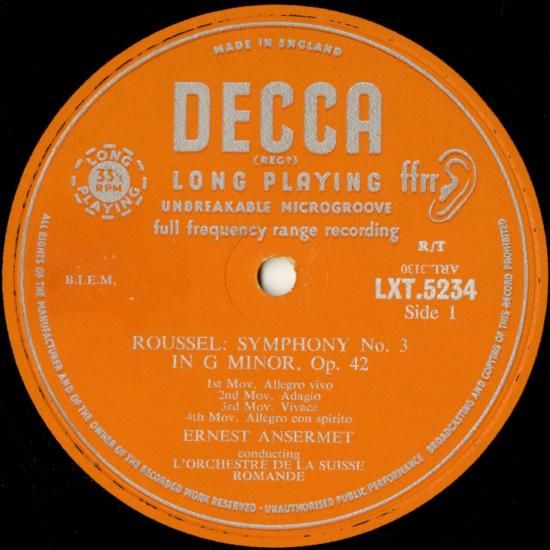 MADE IN ENGLAND
DECCA
(REGD)
LONG PLAYING
33⅓
RPM
LONG PLAYING
ffrr
UNBREAKABLE MICROGROOVE
full frequency range recording
R/T
ARL.3130
B.I.E.M.
LXT.5234
Side 1
ROUSSEL: SYMPHONY No. 3
IN G MINOR, Op. 42
1st Mov. Allegro vivo
2nd Mov. Adagio
3rd Mov. Vivace
4th Mov. Allegro con spirito
ERNEST ANSERMET
conducting
L'ORCHESTRE DE LA SUISSE
ROMANDE
ALL RIGHTS OF THE MANUFACTURER AND OF THE OWNER OF THE RECORDED WORK RESERVED - UNAUTHORISED PUBLIC PERFORMANCE BROADCASTING AND COPYING OF THIS RECORD PROHIBITED